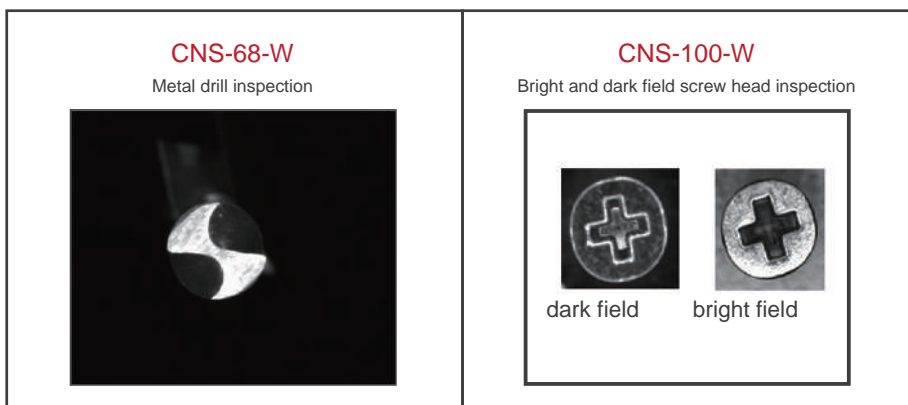 CNS-68-W
Metal drill inspection
CNS-100-W
Bright and dark field screw head inspection
dark field
bright field